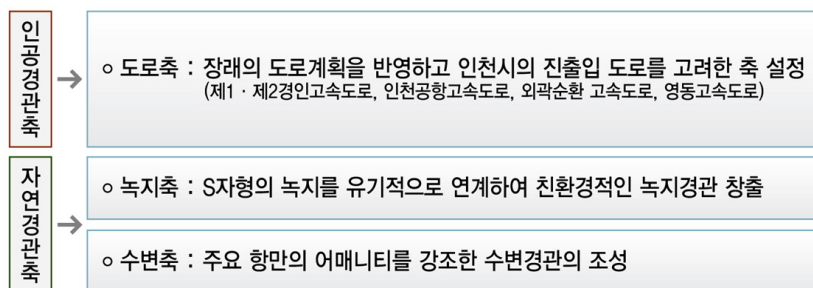 인공경관축
○ 도로축 : 장래의 도로계획을 반영하고 인천시의 진출입 도로를 고려한 축 설정
(제1 · 제2경인고속도로, 인천공항고속도로, 외곽순환 고속도로, 영동고속도로)
자연경관축
○ 녹지축 : S자형의 녹지를 유기적으로 연계하여 친환경적인 녹지경관 창출
○ 수변축 : 주요 항만의 어매니티를 강조한 수변경관의 조성